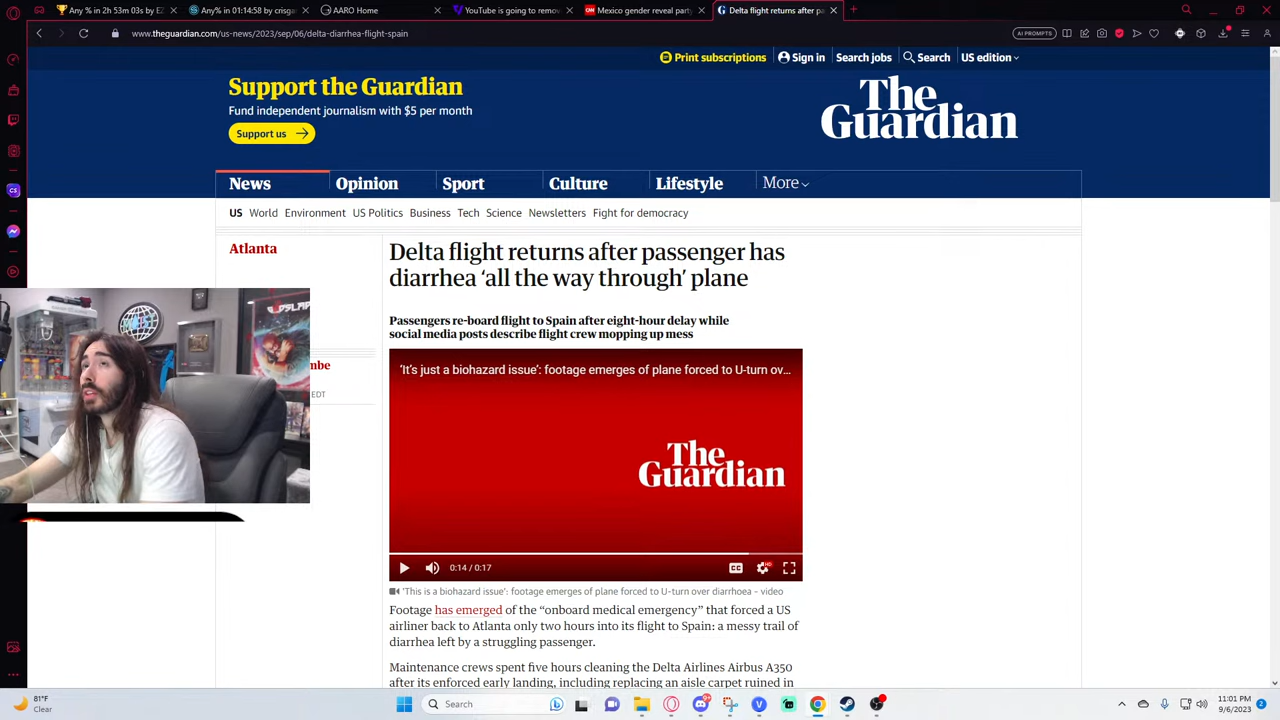 Any % in 2h 53m 03s by EZ
Any% in 01:58:14 by crisga
AARO Home
YouTube is going remov
Mexico gender reveal party
Delta flight returns after pa
www.theguardian.com/us-news/2023/sep/06/delta-diarrhea-flight-spain
AI PROMPTS
Print subscriptions
Sign in
Search jobs
Search
US edition
Support the Guardian
Fund independent journalism with $5 per month
Support us
The
Guardian
News
Opinion
Sport
Culture
Lifestyle
More
US
World
Environment
US Politics
Business
Tech
Science
Newsletters
Fight for democracy
Atlanta
Delta flight returns after passenger has
diarrhea ‘all the way through’ plane
Passengers re-board flight to Spain after eight-hour delay while
social media posts describe flight crew mopping up mess
mbe
EDT
‘It’s just a biohazard issue’: footage emerges of plane forced to U-turn ov...
The
Guardian
0:14 / 0:17
CC
HD
‘This is a biohazard issue’: footage emerges of plane forced to U-turn over diarrhoea - video
Footage has emerged of the “onboard medical emergency” that forced a US
airliner back to Atlanta only two hours into its flight to Spain: a messy trail of
diarrhea left by a struggling passenger.
Maintenance crews spent five hours cleaning the Delta Airlines Airbus A350
after its enforced early landing, including replacing an aisle carpet ruined in
81°F
Clear
Search
11:01 PM
9/6/2023